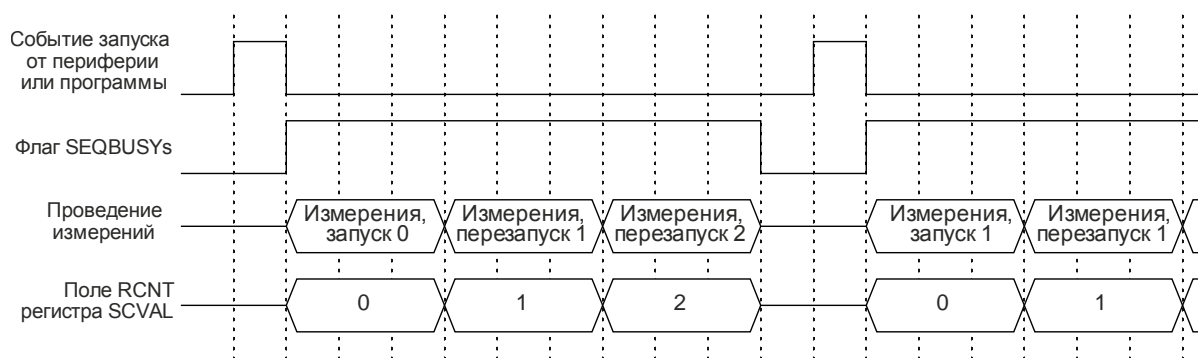 Событие запуска
от периферии
или программы
Флаг SEQBUSYs
Проведение
измерений
Измерения,
запуск 0
Измерения,
перезапуск 1
Измерения,
перезапуск 2
Измерения,
запуск 1
Измерения,
перезапуск 1
Поле RCNT
регистра SCVAL
0
1
2
0
1